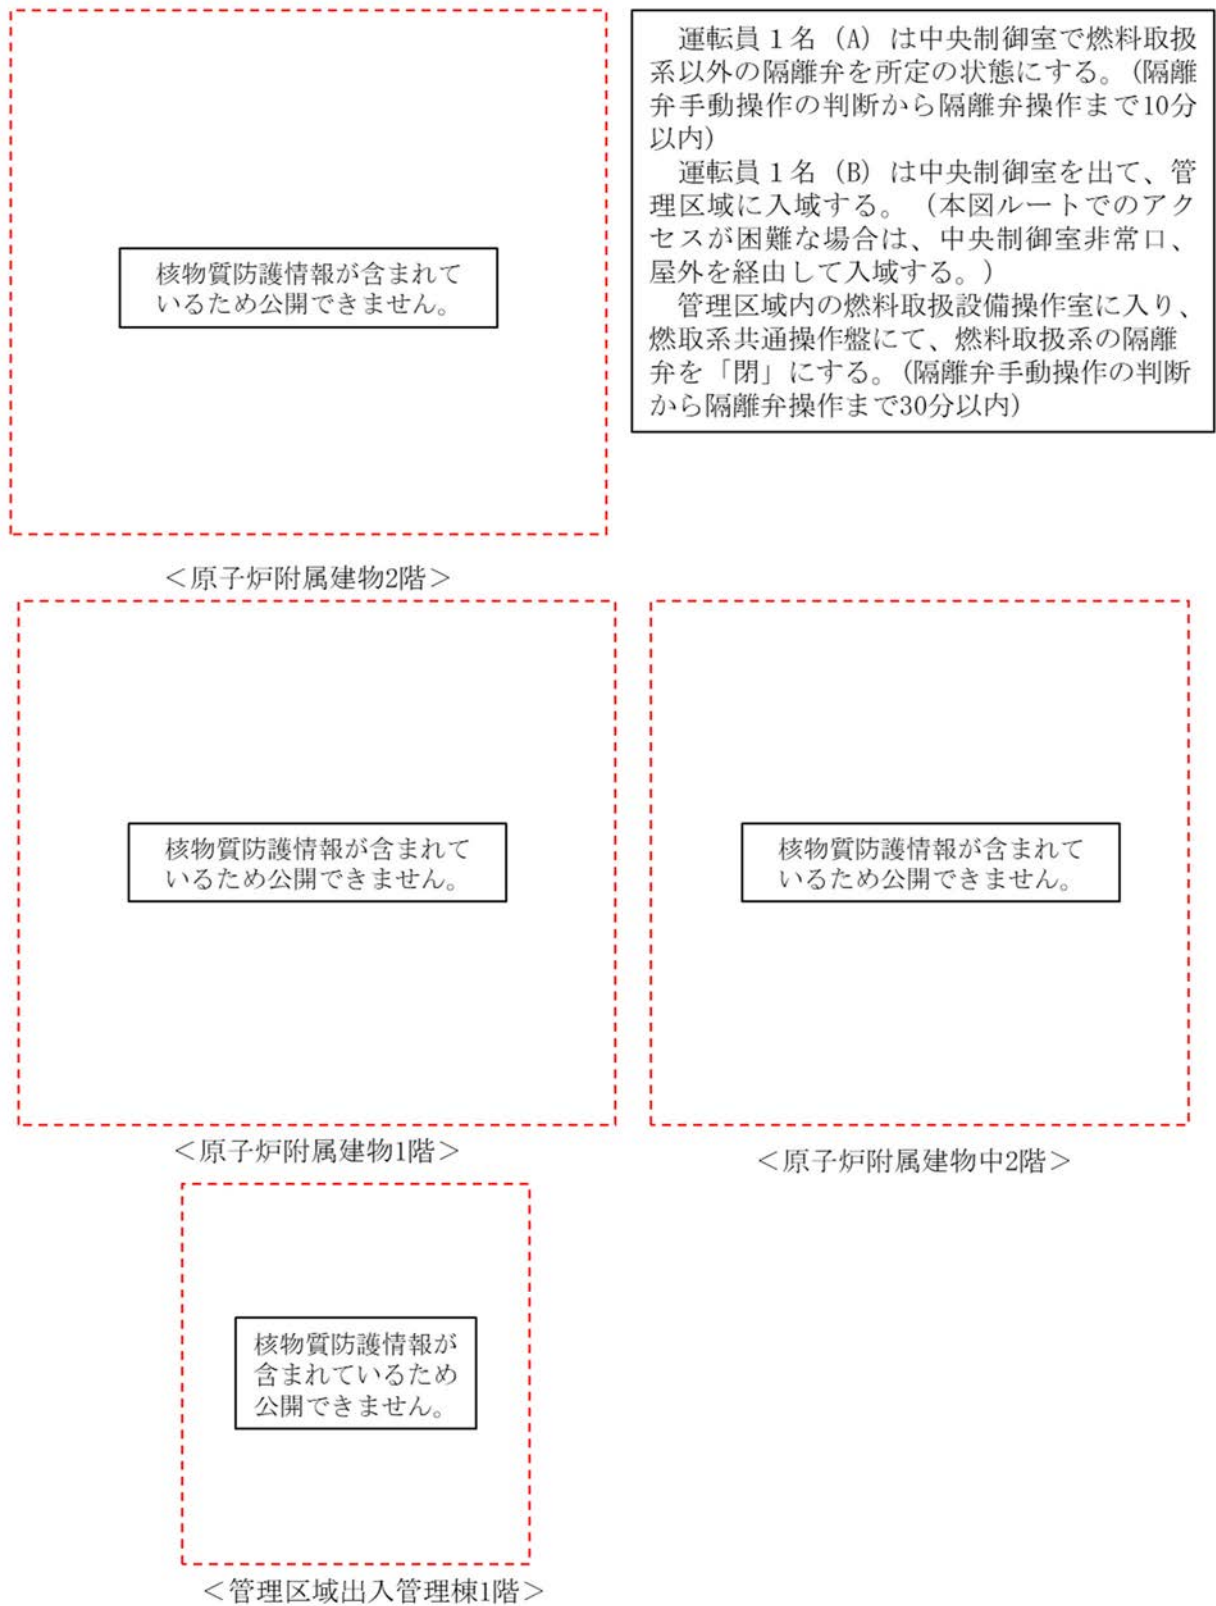 核物質防護情報が含まれて
いるため公開できません。
＜原子炉附属建物2階＞
運転員１名（A）は中央制御室で燃料取扱
系以外の隔離弁を所定の状態にする。(隔離
弁手動操作の判断から隔離弁操作まで10分
以内)
運転員１名（B）は中央制御室を出て、管
理区域に入域する。（本図ルートでのアク
セスが困難な場合は、中央制御室非常口、
屋外を経由して入域する。）
管理区域内の燃料取扱設備操作室に入り、
燃取系共通操作盤にて、燃料取扱系の隔離
弁を「閉」にする。(隔離弁手動操作の判断
から隔離弁操作まで30分以内)
核物質防護情報が含まれて
いるため公開できません。
＜原子炉附属建物1階＞
核物質防護情報が含まれて
いるため公開できません。
＜原子炉附属建物中2階＞
核物質防護情報が
含まれているため
公開できません。
＜管理区域出入管理棟1階＞